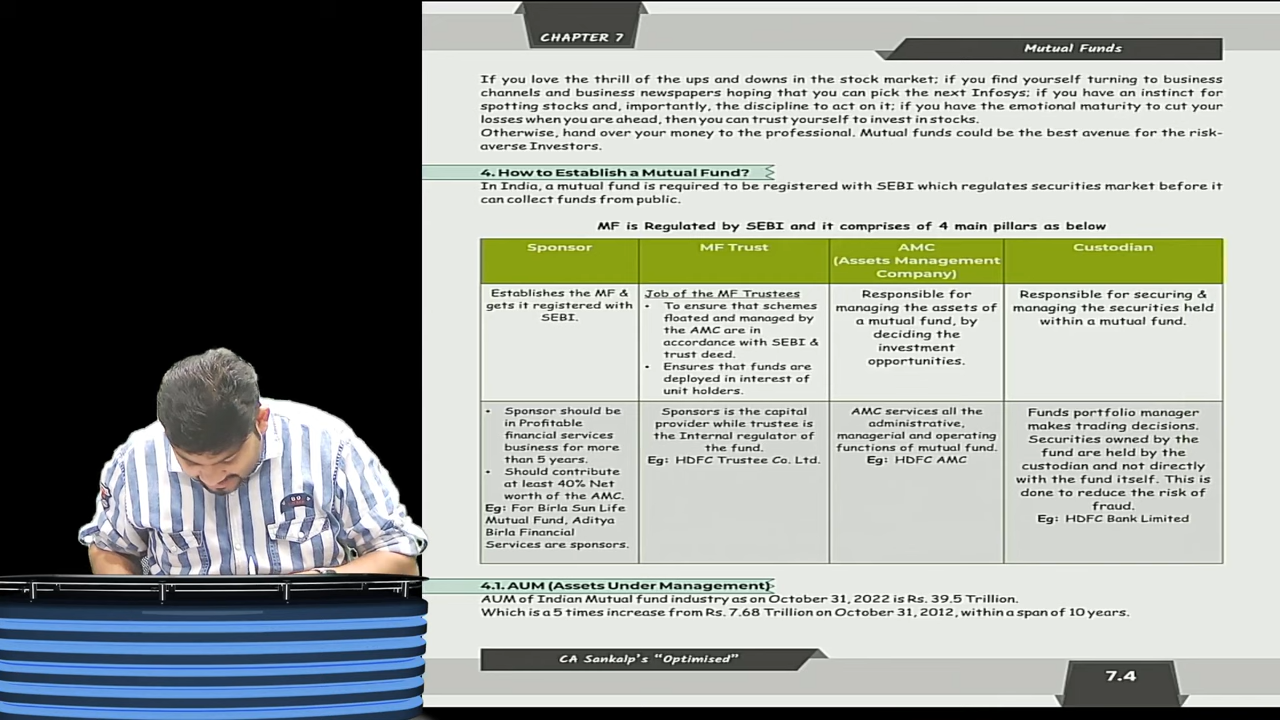 CHAPTER 7
Mutual Funds
If you love the thrill of the ups and downs in the stock market; if you find yourself turning to business
channels and business newspapers hoping that you can pick the next Infosys; if you have an instinct for
spotting stocks and, importantly, the discipline to act on it; if you have the emotional maturity to cut your
losses when you are ahead, then you can trust yourself to invest in stocks.
Otherwise, hand over your money to the professional. Mutual funds could be the best avenue for the risk-
averse Investors.
4. How to Establish a Mutual Fund?
In India, a mutual fund is required to be registered with SEBI which regulates securities market before it
can collect funds from public.
MF is Regulated by SEBI and it comprises of 4 main pillars as below
Sponsor
MF Trust
AMC
(Assets Management
Company)
Custodian
Establishes the MF &
gets it registered with
SEBI.
Job of the MF Trustees
• To ensure that schemes
floated and managed by
the AMC are in
accordance with SEBI &
trust deed.
• Ensures that funds are
deployed in interest of
unit holders.
Responsible for
managing the assets of
a mutual fund, by
deciding the
investment
opportunities.
Responsible for securing &
managing the securities held
within a mutual fund.
• Sponsor should be
in Profitable
financial services
business for more
than 5 years.
• Should contribute
at least 40% Net
worth of the AMC.
Eg: For Birla Sun Life
Mutual Fund, Aditya
Birla Financial
Services are sponsors.
Sponsors is the capital
provider while trustee is
the Internal regulator of
the fund.
Eg: HDFC Trustee Co. Ltd.
AMC services all the
administrative,
managerial and operating
functions of mutual fund.
Eg: HDFC AMC
Funds portfolio manager
makes trading decisions.
Securities owned by the
fund are held by the
custodian and not directly
with the fund itself. This is
done to reduce the risk of
fraud.
Eg: HDFC Bank Limited
4.1. AUM (Assets Under Management)
AUM of Indian Mutual fund industry as on October 31, 2022 is Rs. 39.5 Trillion.
Which is a 5 times increase from Rs. 7.68 Trillion on October 31, 2012, within a span of 10 years.
CA Sankalp's "Optimised"
7.4